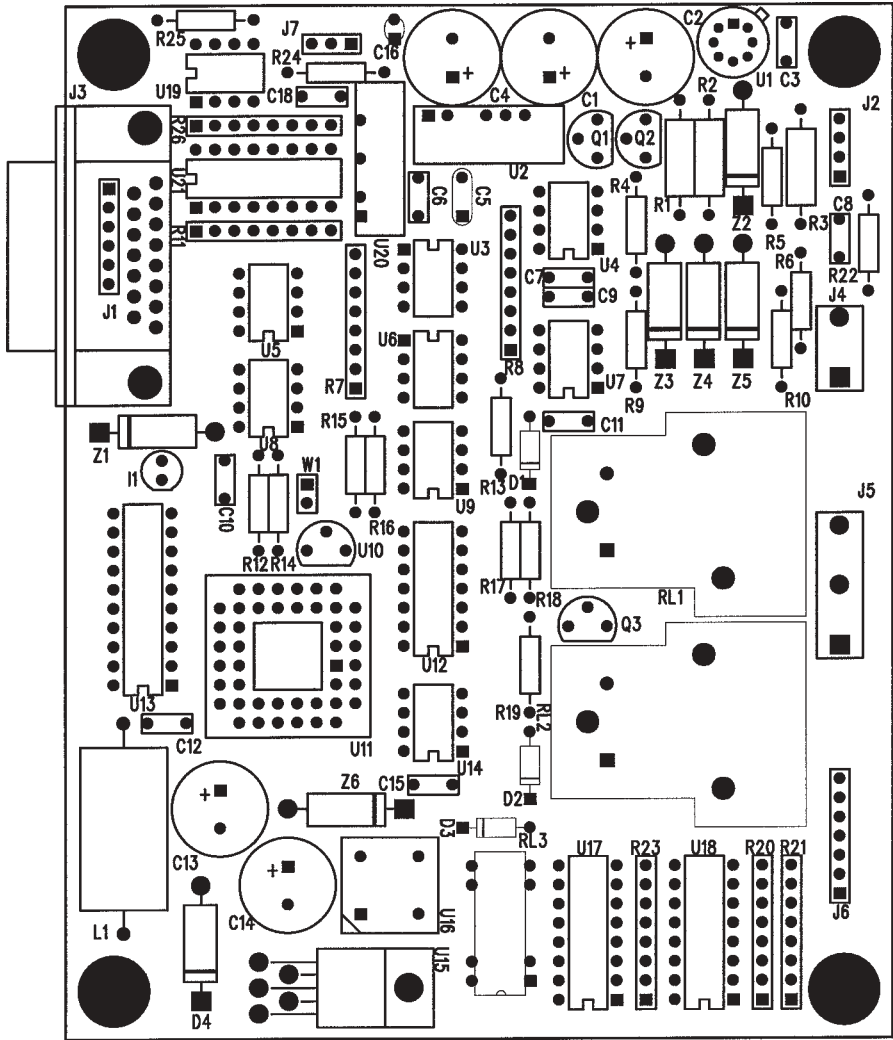 R25
J7
C16
C2
R24
U1
C3
J3
U19
C18
C4
C1
R2
J2
R26
Q1
Q2
U2
U21
R4
C6
C5
R1
Z2
R5
R3
C8
R11
U20
U3
U4
R6
R22
J1
C7
C9
J4
U5
U6
R7
R8
U7
R9
Z3
Z4
Z5
R10
Z1
U8
R15
C11
I1
C10
W1
R13
D1
J5
U9
R16
R12
R14
U10
R17
R18
RL1
Q3
U12
U13
R19
RL2
C12
U11
U14
+
Z6
C15
D2
D3
RL3
C13
+
U17
R23
U18
R20
R21
C14
U16
J6
L1
U15
D4
+
+
+